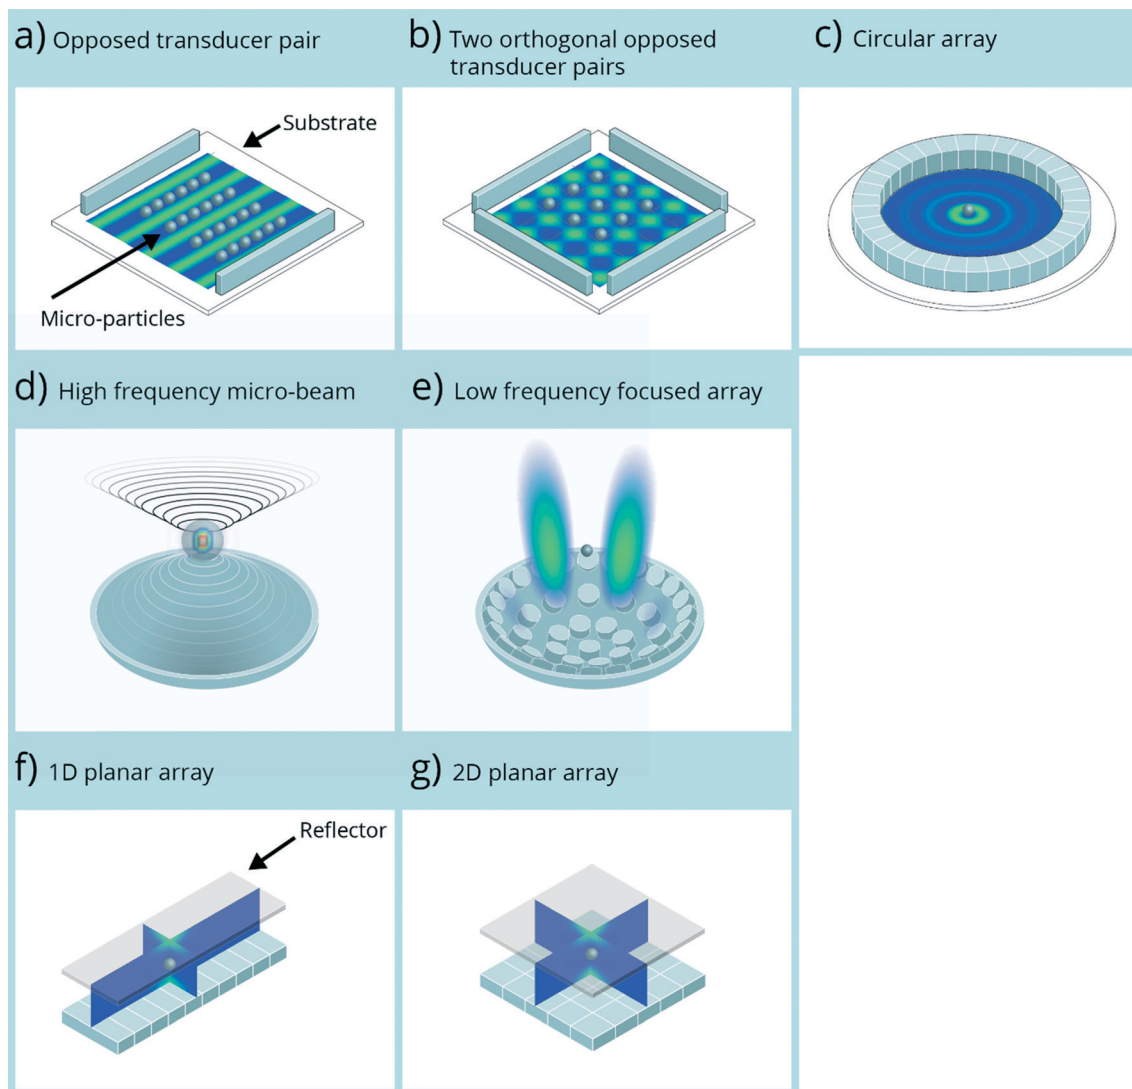 a) Opposed transducer pair
b) Two orthogonal opposed
transducer pairs
c) Circular array
Substrate
Micro-particles
d) High frequency micro-beam
e) Low frequency focused array
f) 1D planar array
g) 2D planar array
Reflector